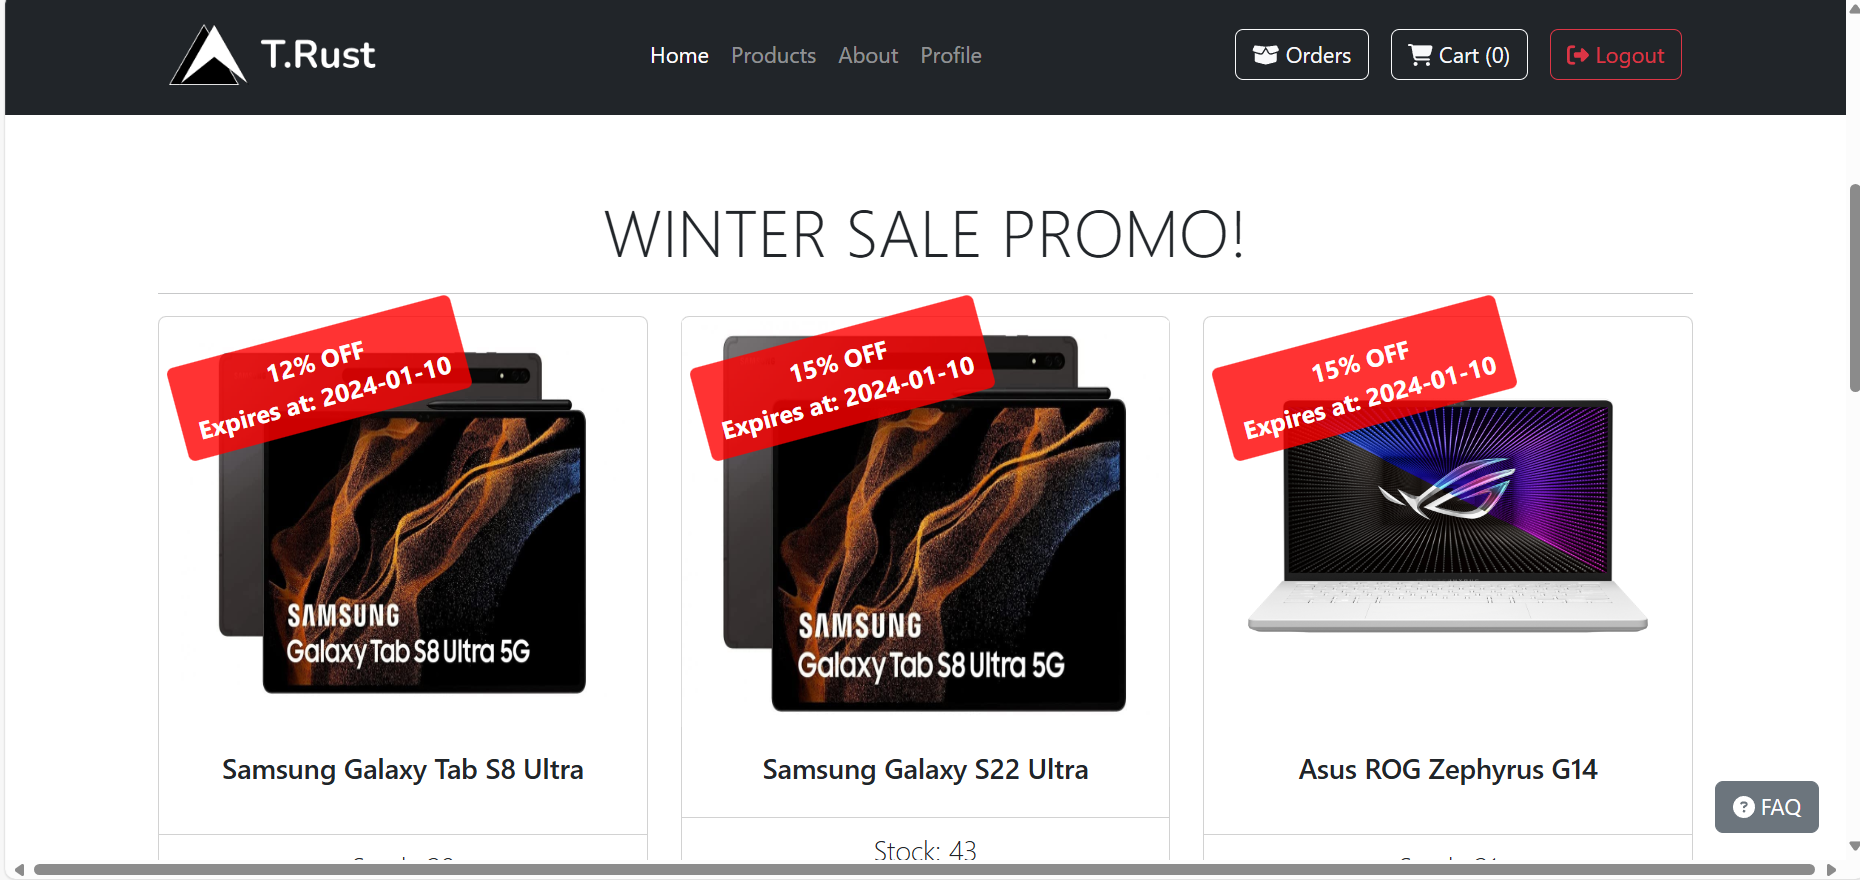 T.Rust
Home
Products
About
Profile
Orders
Cart (0)
Logout
WINTER SALE PROMO!
12% OFF
Expires at: 2024-01-10
SAMSUNG
Galaxy Tab S8 Ultra 5G
Samsung Galaxy Tab S8 Ultra
15% OFF
Expires at: 2024-01-10
SAMSUNG
Galaxy Tab S8 Ultra 5G
Samsung Galaxy S22 Ultra
Stock: 43
15% OFF
Expires at: 2024-01-10
Asus ROG Zephyrus G14
FAQ